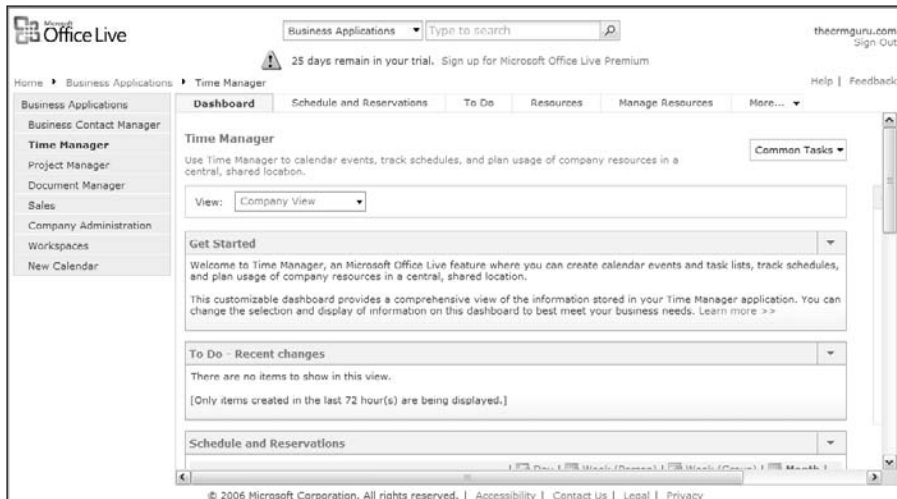 Microsoft
Office Live
Business Applications
Type to search
thecrmguru.com
Sign Out
25 days remain in your trial. Sign up for Microsoft Office Live Premium
Home Business Applications Time Manager
Help | Feedback
Business Applications
Business Contact Manager
Time Manager
Project Manager
Document Manager
Sales
Company Administration
Workspaces
New Calendar
Dashboard Schedule and Reservations To Do Resources Manage Resources More...
Time Manager
Common Tasks
Use Time Manager to calendar events, track schedules, and plan usage of company resources in a
central, shared location.
View: Company View
Get Started
Welcome to Time Manager, an Microsoft Office Live feature where you can create calendar events and task lists, track schedules,
and plan usage of company resources in a central, shared location.
This customizable dashboard provides a comprehensive view of the information stored in your Time Manager application. You can
change the selection and display of information on this dashboard to best meet your business needs. Learn more >>
To Do - Recent changes
There are no items to show in this view.
[Only items created in the last 72 hour(s) are being displayed.]
Schedule and Reservations
| Day | Week (Person) | Week (Group) | Month |
© 2006 Microsoft Corporation. All rights reserved. | Accessibility | Contact Us | Legal | Privacy